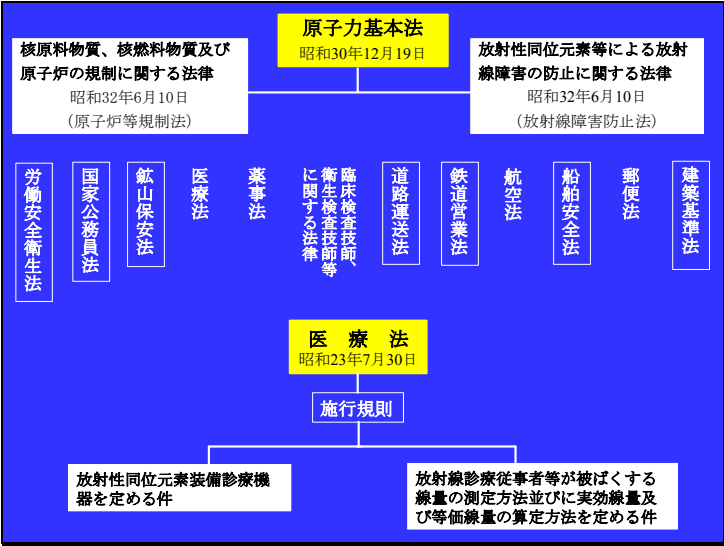 原子力基本法
昭和30年12月19日
核原料物質、核燃料物質及び
原子炉の規制に関する法律
昭和32年6月10日
（原子炉等規制法）
放射性同位元素等による放射
線障害の防止に関する法律
昭和32年6月10日
（放射線障害防止法）
労働安全衛生法
国家公務員法
鉱山保安法
医療法
薬事法
臨床検査技師、
衛生検査技師等
に関する法律
道路運送法
鉄道営業法
航空法
船舶安全法
郵便法
建築基準法
医　療　法
昭和23年7月30日
施行規則
放射性同位元素装備診療機
器を定める件
放射線診療従事者等が被ばくする
線量の測定方法並びに実効線量及
び等価線量の算定方法を定める件